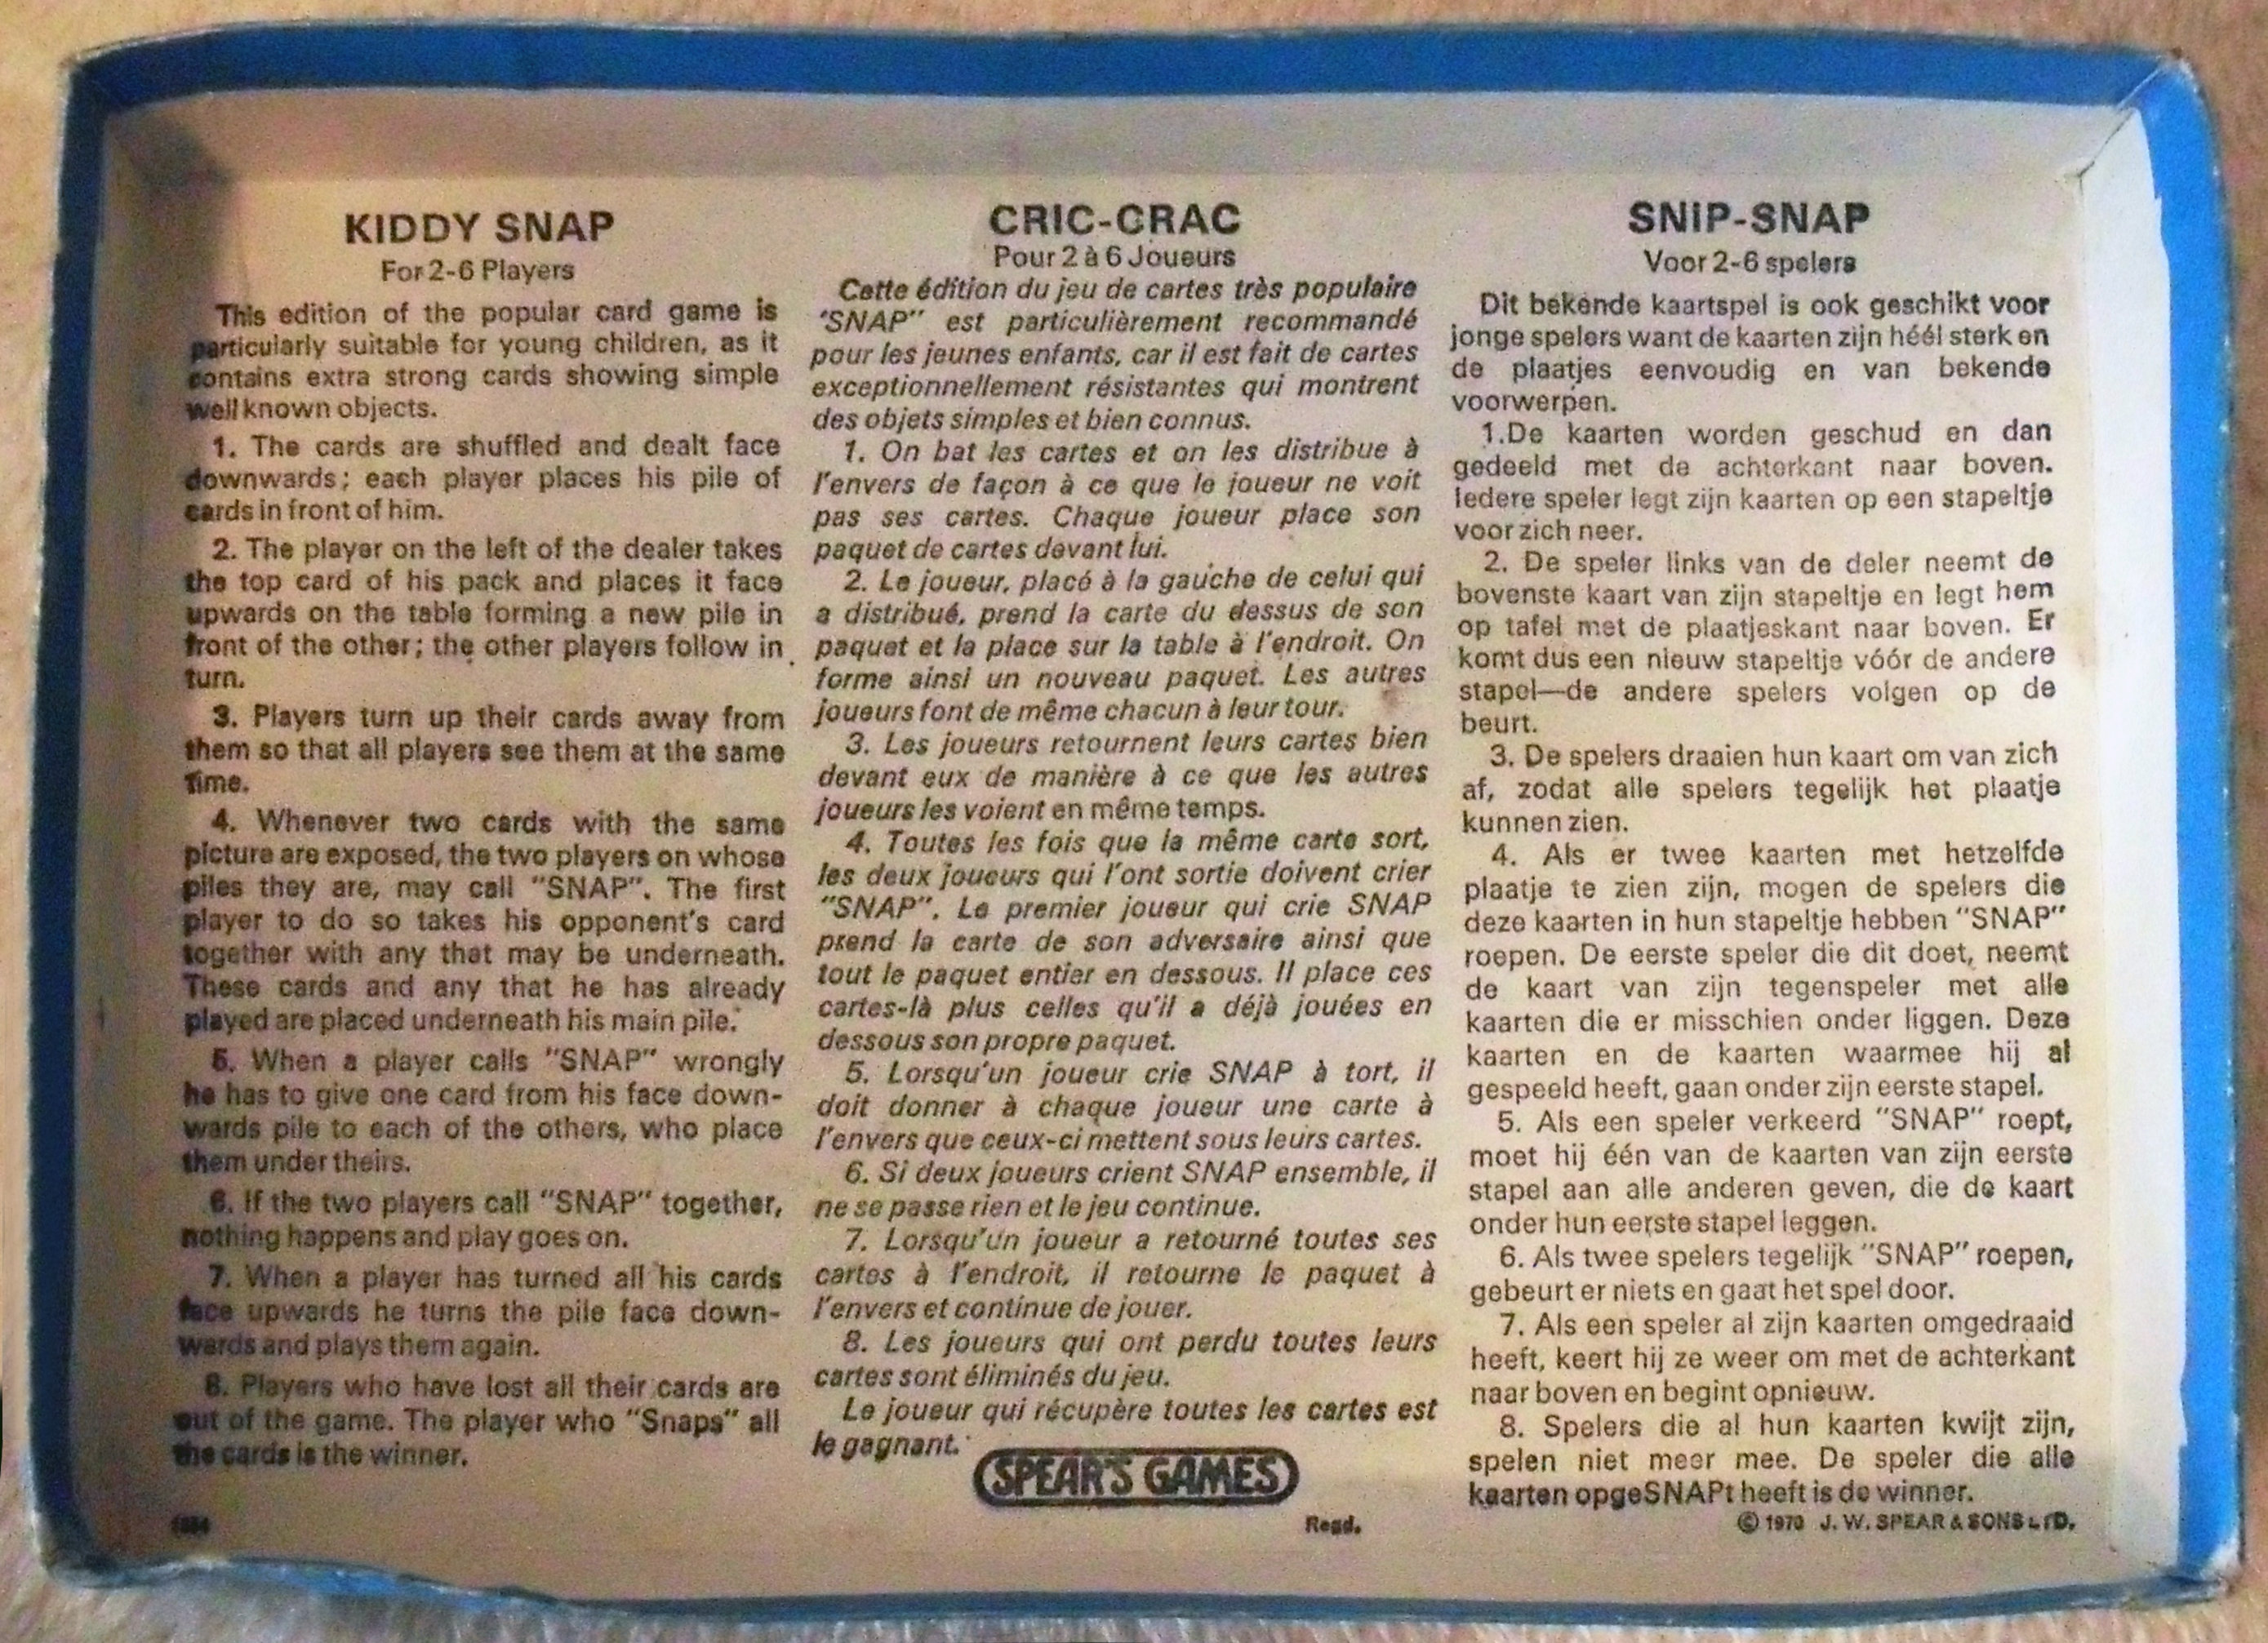 KIDDY SNAP
For 2-6 Players
This edition of the popular card game is
particularly suitable for young children, as it
contains extra strong cards showing simple
well known objects.
1. The cards are shuffled and dealt face
downwards; each player places his pile of
cards in front of him.
2. The player on the left of the dealer takes
the top card of his pack and places it face
upwards on the table forming a new pile in
front of the other; the other players follow in
turn.
3. Players turn up their cards away from
them so that all players see them at the same
time.
4. Whenever two cards with the same
picture are exposed, the two players on whose
piles they are, may call "SNAP". The first
player to do so takes his opponent's card
together with any that may be underneath.
These cards and any that he has already
played are placed underneath his main pile.
5. When a player calls "SNAP" wrongly
he has to give one card from his face down-
wards pile to each of the others, who place
them under theirs.
6. If the two players call "SNAP" together,
nothing happens and play goes on.
7. When a player has turned all his cards
face upwards he turns the pile face down-
wards and plays them again.
8. Players who have lost all their cards are
out of the game. The player who "Snaps" all
the cards is the winner.
CRIC-CRAC
Pour 2 à 6 Joueurs
Cette édition du jeu de cartes très populaire
"SNAP" est particulièrement recommandé
pour les jeunes enfants, car il est fait de cartes
exceptionnellement résistantes qui montrent
des objets simples et bien connus.
1. On bat les cartes et on les distribue à
l'envers de façon à ce que le joueur ne voit
pas ses cartes. Chaque joueur place son
paquet de cartes devant lui.
2. Le joueur, placé à la gauche de celui qui
a distribué, prend la carte du dessus de son
paquet et la place sur la table à l'endroit. On
forme ainsi un nouveau paquet. Les autres
joueurs font de même chacun à leur tour.
3. Les joueurs retournent leurs cartes bien
devant eux de manière à ce que les autres
joueurs les voient en même temps.
4. Toutes les fois que la même carte sort,
les deux joueurs qui l'ont sortie doivent crier
"SNAP". Le premier joueur qui crie SNAP
prend la carte de son adversaire ainsi que
tout le paquet entier en dessous. Il place ces
cartes-là plus celles qu'il a déjà jouées en
dessous son propre paquet.
5. Lorsqu'un joueur crie SNAP à tort, il
doit donner à chaque joueur une carte à
l'envers que ceux-ci mettent sous leurs cartes.
6. Si deux joueurs crient SNAP ensemble, il
ne se passe rien et le jeu continue.
7. Lorsqu'un joueur a retourné toutes ses
cartes à l'endroit, il retourne le paquet à
l'envers et continue de jouer.
8. Les joueurs qui ont perdu toutes leurs
cartes sont éliminés du jeu.
Le joueur qui récupère toutes les cartes est
le gagnant.
SPEAR'S GAMES
Regd.
SNIP-SNAP
Voor 2-6 spelers
Dit bekende kaartspel is ook geschikt voor
jonge spelers want de kaarten zijn héél sterk en
de plaatjes eenvoudig en van bekende
voorwerpen.
1.De kaarten worden geschud en dan
gedeeld met de achterkant naar boven.
Iedere speler legt zijn kaarten op een stapeltje
voor zich neer.
2. De speler links van de deler neemt de
bovenste kaart van zijn stapeltje en legt hem
op tafel met de plaatjeskant naar boven. Er
komt dus een nieuw stapeltje vóór de andere
stapel—de andere spelers volgen op de
beurt.
3. De spelers draaien hun kaart om van zich
af, zodat alle spelers tegelijk het plaatje
kunnen zien.
4. Als er twee kaarten met hetzelfde
plaatje te zien zijn, mogen de spelers die
deze kaarten in hun stapeltje hebben "SNAP"
roepen. De eerste speler die dit doet, neemt
de kaart van zijn tegenspeler met alle
kaarten die er misschien onder liggen. Deze
kaarten en de kaarten waarmee hij al
gespeeld heeft, gaan onder zijn eerste stapel.
5. Als een speler verkeerd "SNAP" roept,
moet hij één van de kaarten van zijn eerste
stapel aan alle anderen geven, die de kaart
onder hun eerste stapel leggen.
6. Als twee spelers tegelijk "SNAP" roepen,
gebeurt er niets en gaat het spel door.
7. Als een speler al zijn kaarten omgedraaid
heeft, keert hij ze weer om met de achterkant
naar boven en begint opnieuw.
8. Spelers die al hun kaarten kwijt zijn,
spelen niet meer mee. De speler die alle
kaarten opgeSNAPt heeft is de winner.
© J. W. SPEAR & SONS LTD.